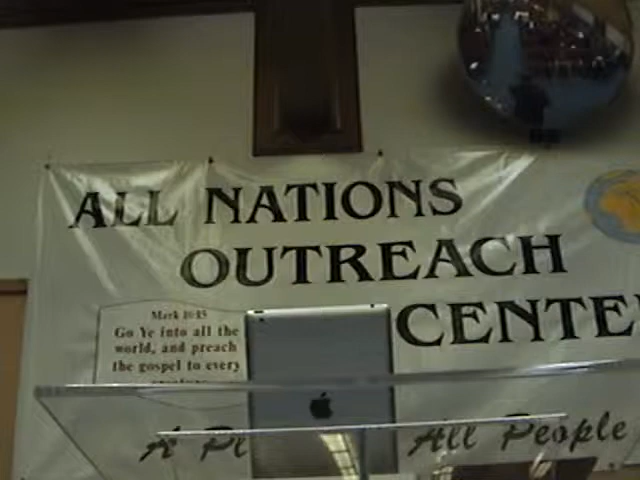 ALL NATIONS
OUTREACH
CENTE
Mark 16:15
Go Ye into all the
world, and preach
the gospel to every
A Pl All People